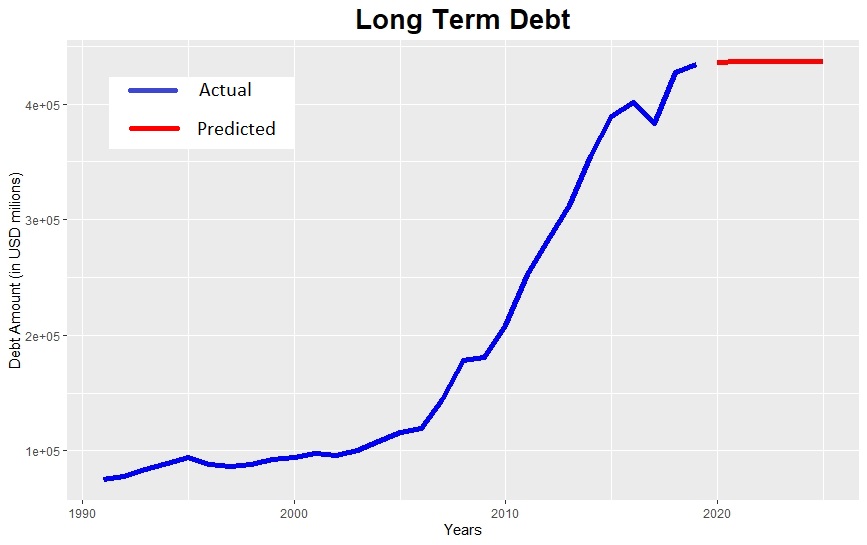 Long Term Debt
Actual
Predicted
Debt Amount (in USD milions)
4e+05
3e+05
2e+05
1e+05
1990
2000
2010
2020
Years